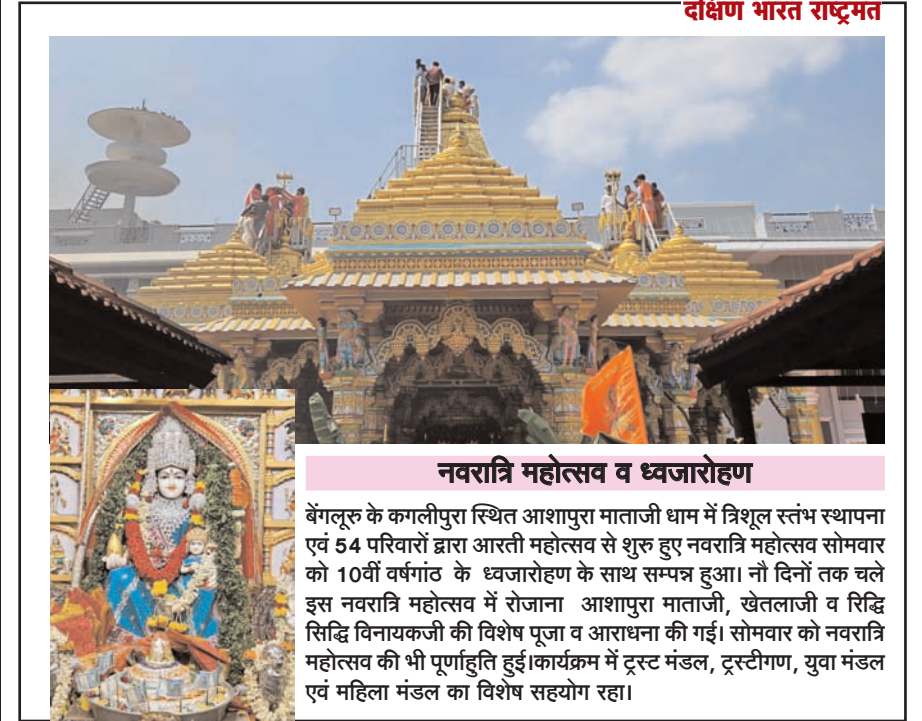 दक्षिण भारत राष्ट्रमत
नवरात्रि महोत्सव व ध्वजारोहण
बेंगलूरु के कगलीपुरा स्थित आशापुरा माताजी धाम में त्रिशूल स्तंभ स्थापना
एवं 54 परिवारों द्वारा आरती महोत्सव से शुरु हुए नवरात्रि महोत्सव सोमवार
को 10वीं वर्षगांठ के ध्वजारोहण के साथ सम्पन्न हुआ। नौ दिनों तक चले
इस नवरात्रि महोत्सव में रोजाना आशापुरा माताजी, खेतलाजी व रिद्धि
सिद्धि विनायकजी की विशेष पूजा व आराधना की गई। सोमवार को नवरात्रि
महोत्सव की भी पूर्णाहुति हुई।कार्यक्रम में ट्रस्ट मंडल, ट्रस्टीगण, युवा मंडल
एवं महिला मंडल का विशेष सहयोग रहा।